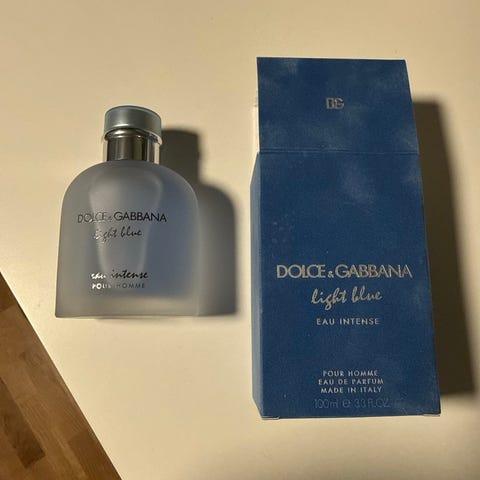 DOLCE & GABBANA
light blue
eau intense
POUR HOMME
DG
DOLCE & GABBANA
light blue
EAU INTENSE
POUR HOMME
EAU DE PARFUM
MADE IN ITALY
100ml e 3.3 FL.OZ.